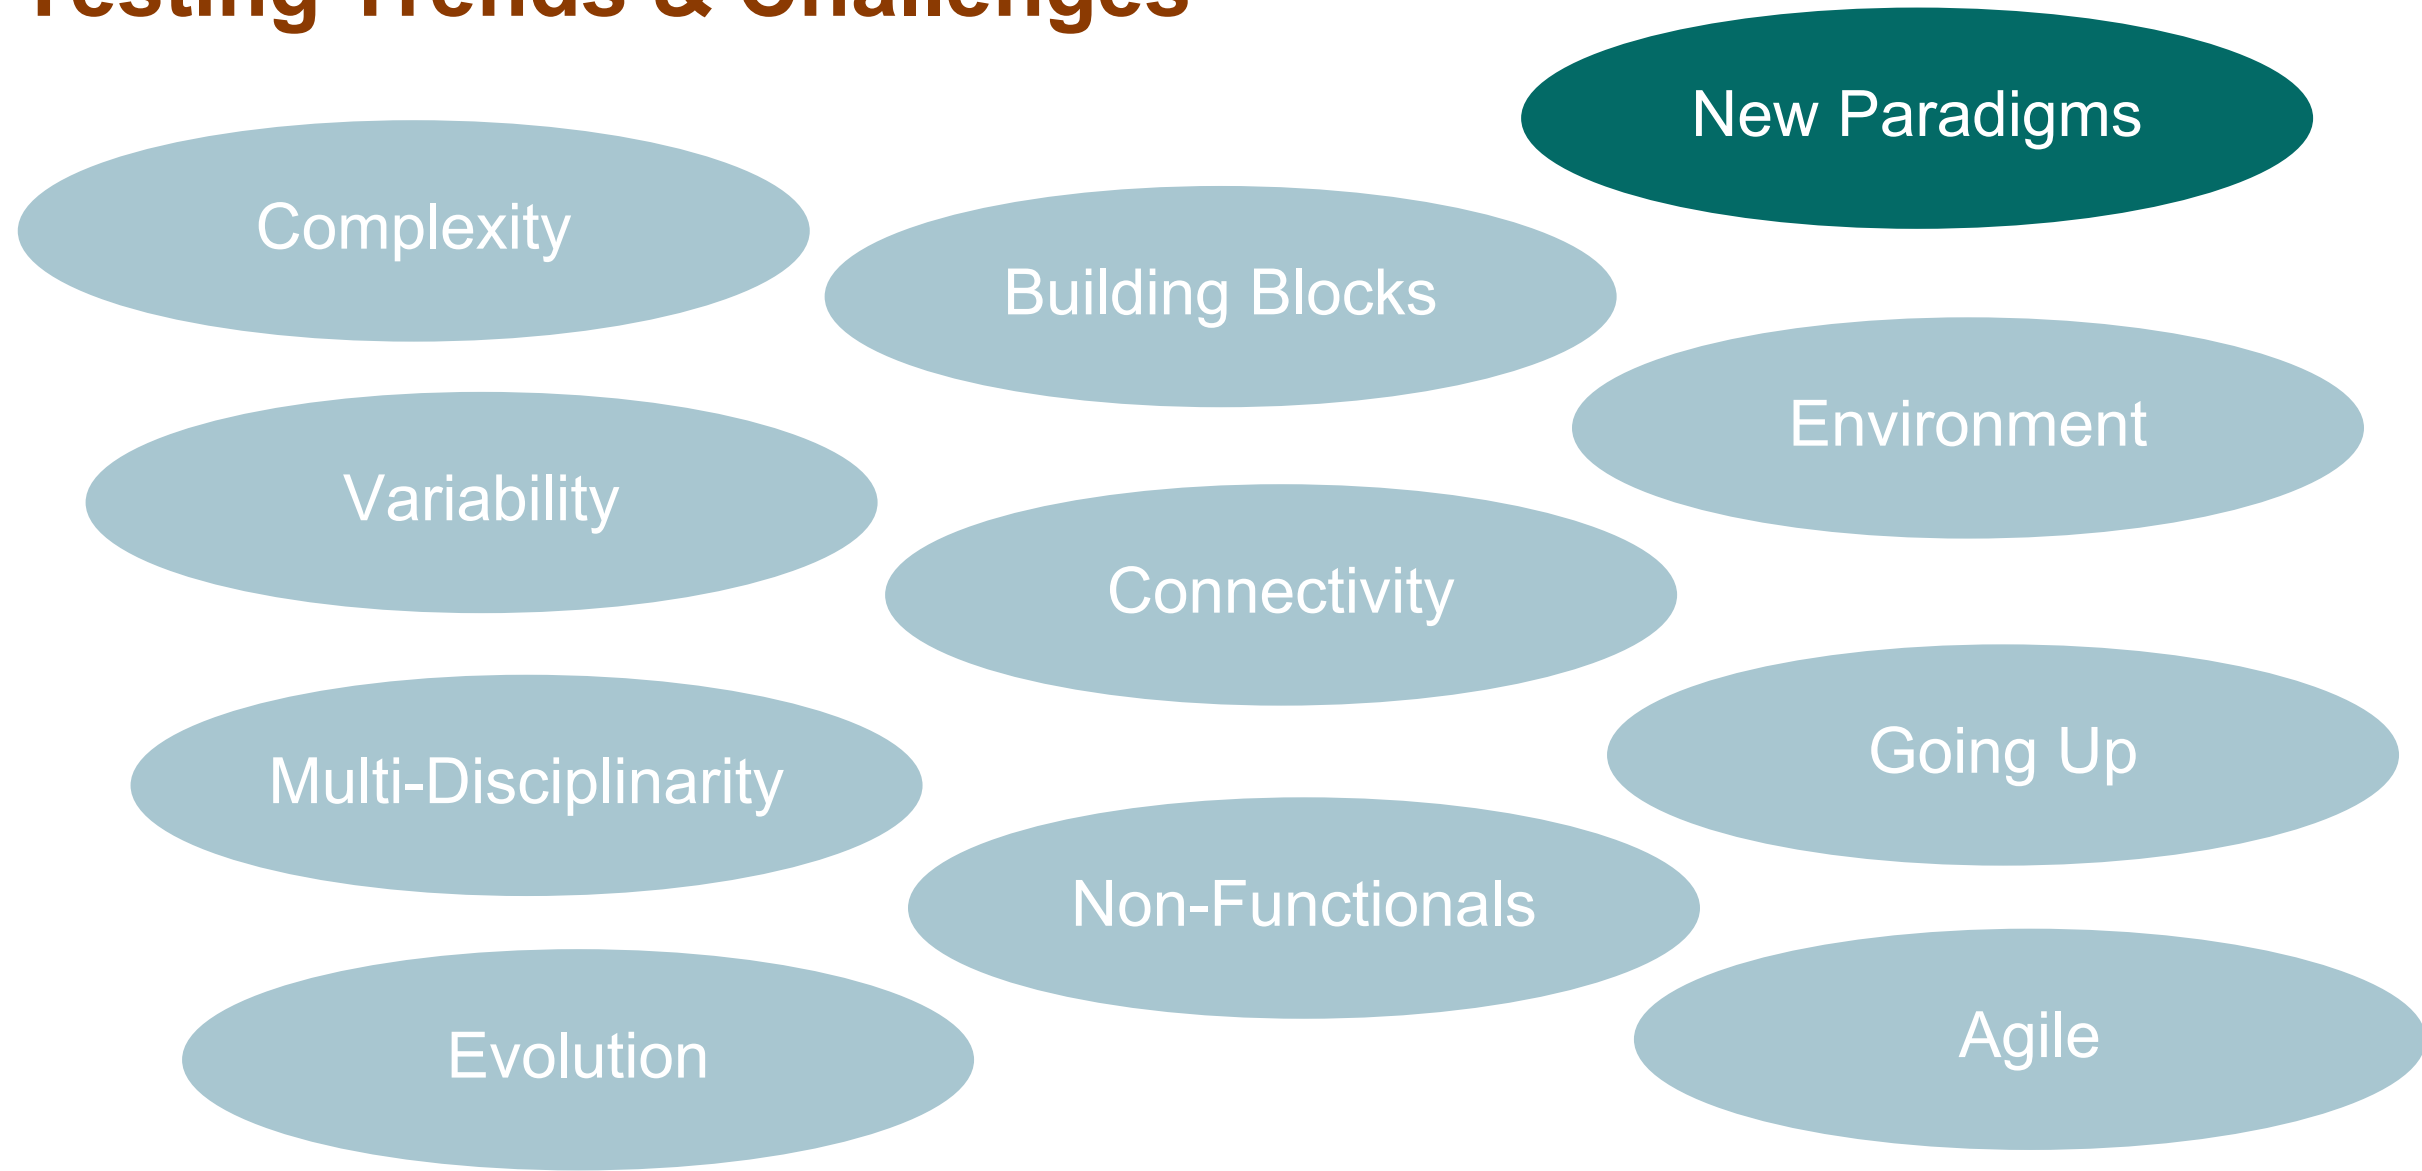 Testing Trends & Challenges
New Paradigms
Complexity
Building Blocks
Environment
Variability
Connectivity
Going Up
Multi-Disciplinarity
Non-Functionals
Agile
Evolution